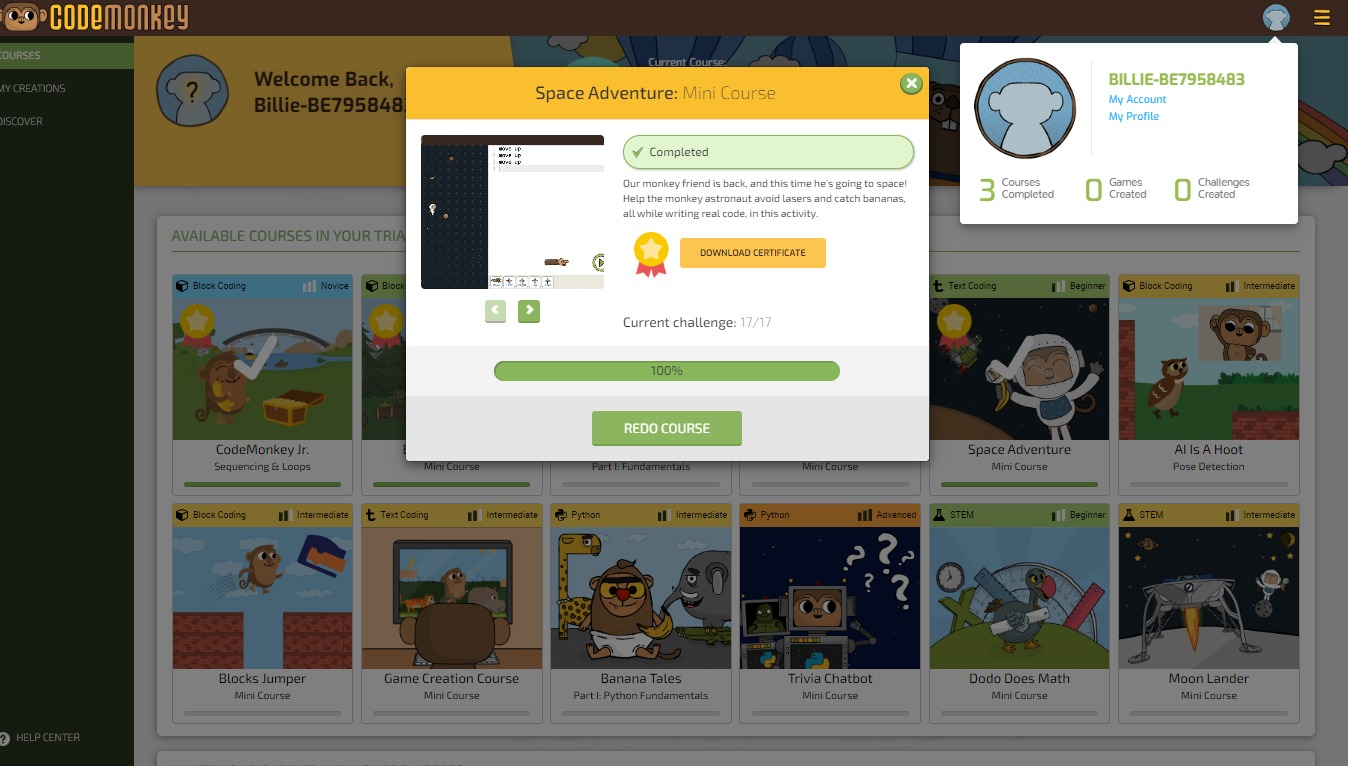 CODEMONKEY
COURSES
MY CREATIONS
DISCOVER
HELP CENTER
Welcome Back,
Billie-BE7958483
Current Course:
BILLIE-BE7958483
My Account
My Profile
3 Courses Completed
0 Games Created
0 Challenges Created
Space Adventure: Mini Course
move up
move up
move up
Completed
Our monkey friend is back, and this time he's going to space!
Help the monkey astronaut avoid lasers and catch bananas,
all while writing real code, in this activity.
DOWNLOAD CERTIFICATE
Current challenge: 17/17
100%
REDO COURSE
AVAILABLE COURSES IN YOUR TRIA
Block Coding Novice
CodeMonkey Jr.
Sequencing & Loops
Block
Mini Course
Part I: Fundamentals
Mini Course
Text Coding Beginner
Space Adventure
Mini Course
Block Coding Intermediate
AI Is A Hoot
Pose Detection
Block Coding Intermediate
Blocks Jumper
Mini Course
Text Coding Intermediate
Game Creation Course
Mini Course
Python Intermediate
Banana Tales
Part I: Python Fundamentals
Python Advanced
Trivia Chatbot
Mini Course
STEM Beginner
Dodo Does Math
Mini Course
STEM Intermediate
Moon Lander
Mini Course